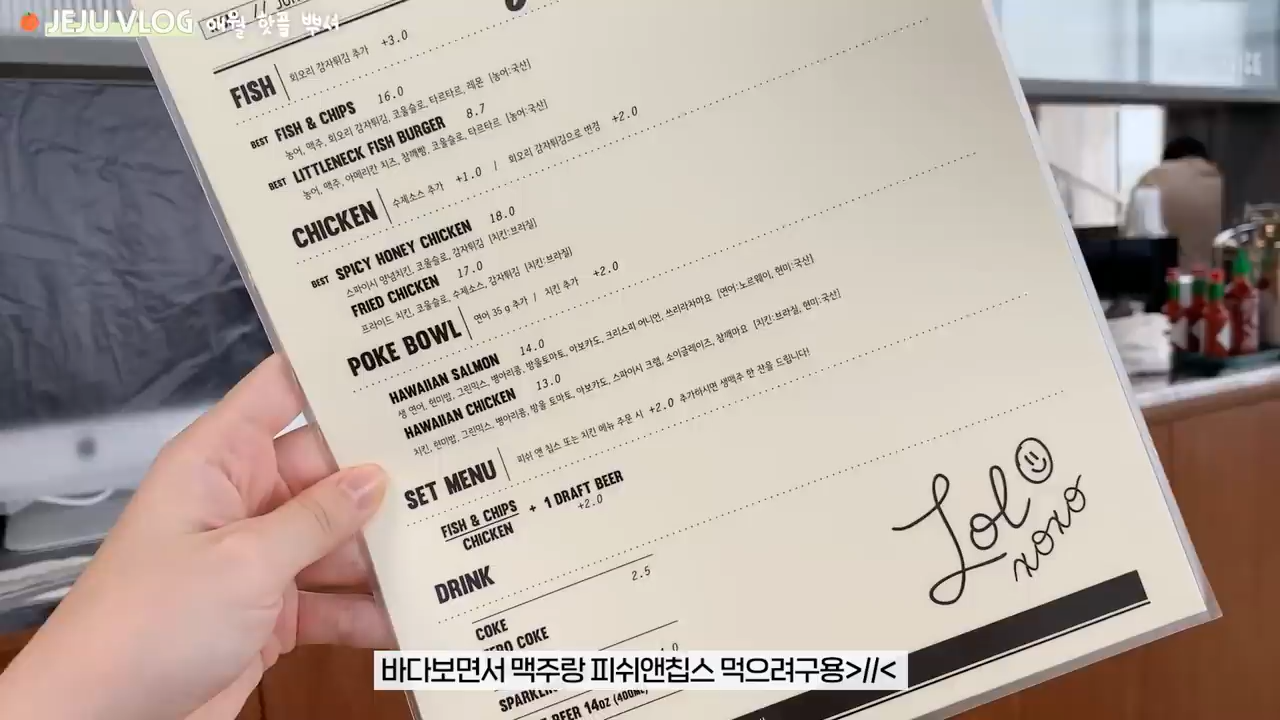 JEJU VLOG 애월 핫플 뿌셔
FISH 회오리 감자튀김 추가 +3.0
BEST FISH & CHIPS 16.0
농어, 맥주, 회오리 감자튀김, 코울슬로, 타르타르, 레몬 [농어:국산]
BEST LITTLENECK FISH BURGER 8.7
농어, 맥주, 아메리칸 치즈, 참깨빵, 코울슬로, 타르타르 [농어:국산]
CHICKEN 수제소스 추가 +1.0 / 회오리 감자튀김으로 변경 +2.0
BEST SPICY HONEY CHICKEN 18.0
스파이시 양념치킨, 코울슬로, 감자튀김 [치킨:브라질]
FRIED CHICKEN 17.0
프라이드 치킨, 코울슬로, 수제소스, 감자튀김 [치킨:브라질]
POKE BOWL 연어 35 g 추가 / 치킨 추가 +2.0
HAWAIIAN SALMON 14.0
생 연어, 현미밥, 그린믹스, 병아리콩, 방울토마토, 아보카도, 크리스피 어니언, 쓰리라차마요 [연어:노르웨이, 현미:국산]
HAWAIIAN CHICKEN 13.0
치킨, 현미밥, 그린믹스, 병아리콩, 방울 토마토, 아보카도, 스파이시 크랩, 소이글레이즈, 참깨마요 [치킨:브라질, 현미:국산]
SET MENU 피쉬 앤 칩스 또는 치킨 메뉴 주문 시 +2.0 추가하시면 생맥주 한 잔을 드립니다!
FISH & CHIPS
CHICKEN
+ 1 DRAFT BEER
+2.0
DRINK
COKE 2.5
COKE
BEER 14oz (400ML)
Lol
xoxo
바다보면서 맥주랑 피쉬앤칩스 먹으려구용>//<